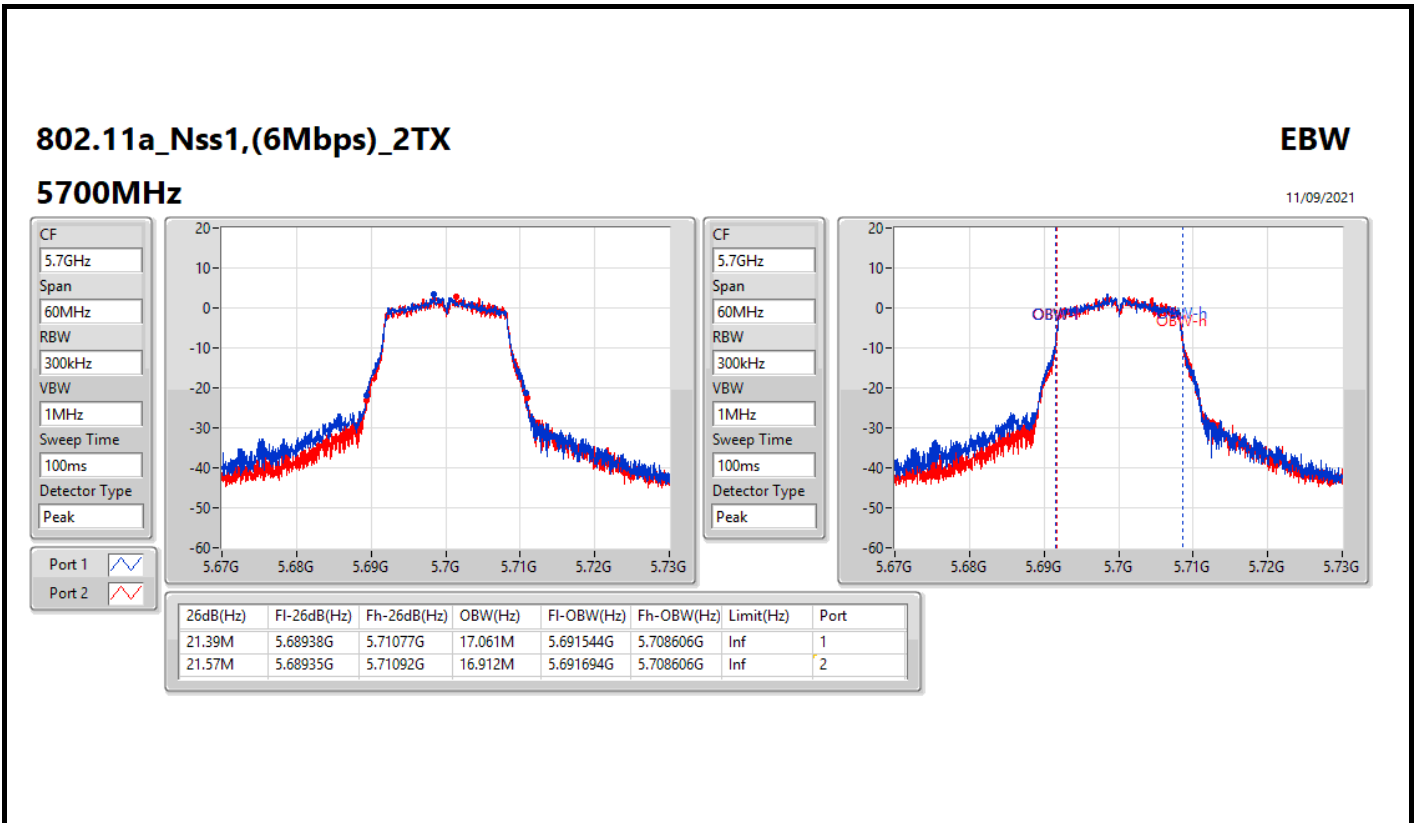 802.11a_Nss1,(6Mbps)_2TX
EBW
5700MHz
11/09/2021
CF
5.7GHz
Span
60MHz
RBW
300kHz
VBW
1MHz
Sweep Time
100ms
Detector Type
Peak
Port 1
Port 2
20
10
0
-10
-20
-30
-40
-50
-60
5.67G 5.68G 5.69G 5.7G 5.71G 5.72G 5.73G
CF
5.7GHz
Span
60MHz
RBW
300kHz
VBW
1MHz
Sweep Time
100ms
Detector Type
Peak
20
10
0
-10
-20
-30
-40
-50
-60
OBW-h
OBW-h
5.67G 5.68G 5.69G 5.7G 5.71G 5.72G 5.73G
26dB(Hz) Fl-26dB(Hz) Fh-26dB(Hz) OBW(Hz) Fl-OBW(Hz) Fh-OBW(Hz) Limit(Hz) Port
21.39M 5.68938G 5.71077G 17.061M 5.691544G 5.708606G Inf 1
21.57M 5.68935G 5.71092G 16.912M 5.691694G 5.708606G Inf 2